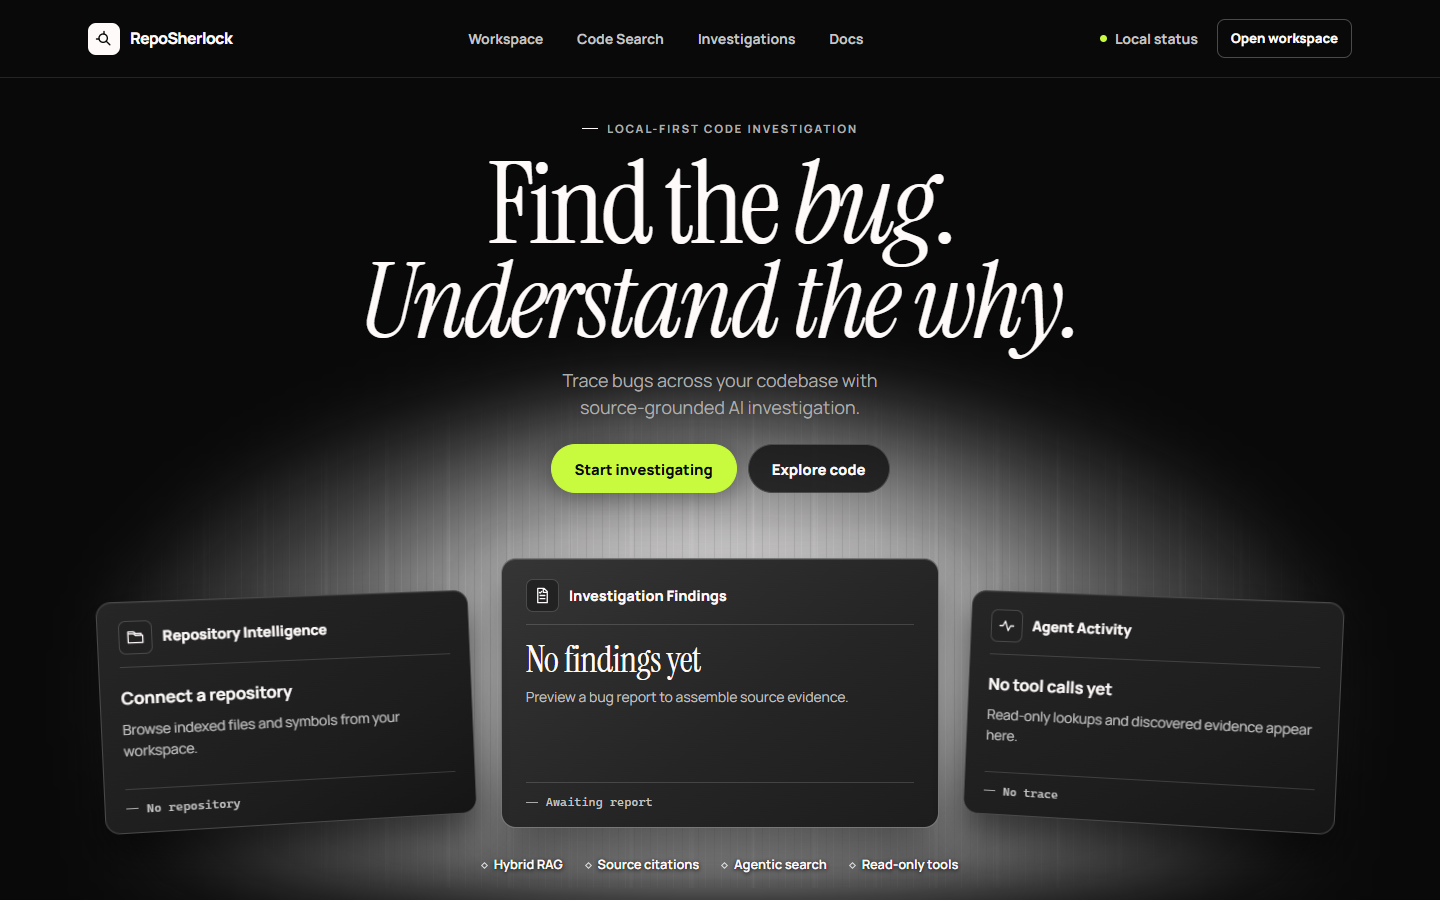 RepoSherlock
Workspace
Code Search
Investigations
Docs
Local status
Open workspace
— LOCAL-FIRST CODE INVESTIGATION
Find the bug.
Understand the why.
Trace bugs across your codebase with
source-grounded AI investigation.
Start investigating
Explore code
Repository Intelligence
Connect a repository
Browse indexed files and symbols from your
workspace.
— No repository
Investigation Findings
No findings yet
Preview a bug report to assemble source evidence.
— Awaiting report
Agent Activity
No tool calls yet
Read-only lookups and discovered evidence appear
here.
— No trace
◇ Hybrid RAG
◇ Source citations
◇ Agentic search
◇ Read-only tools